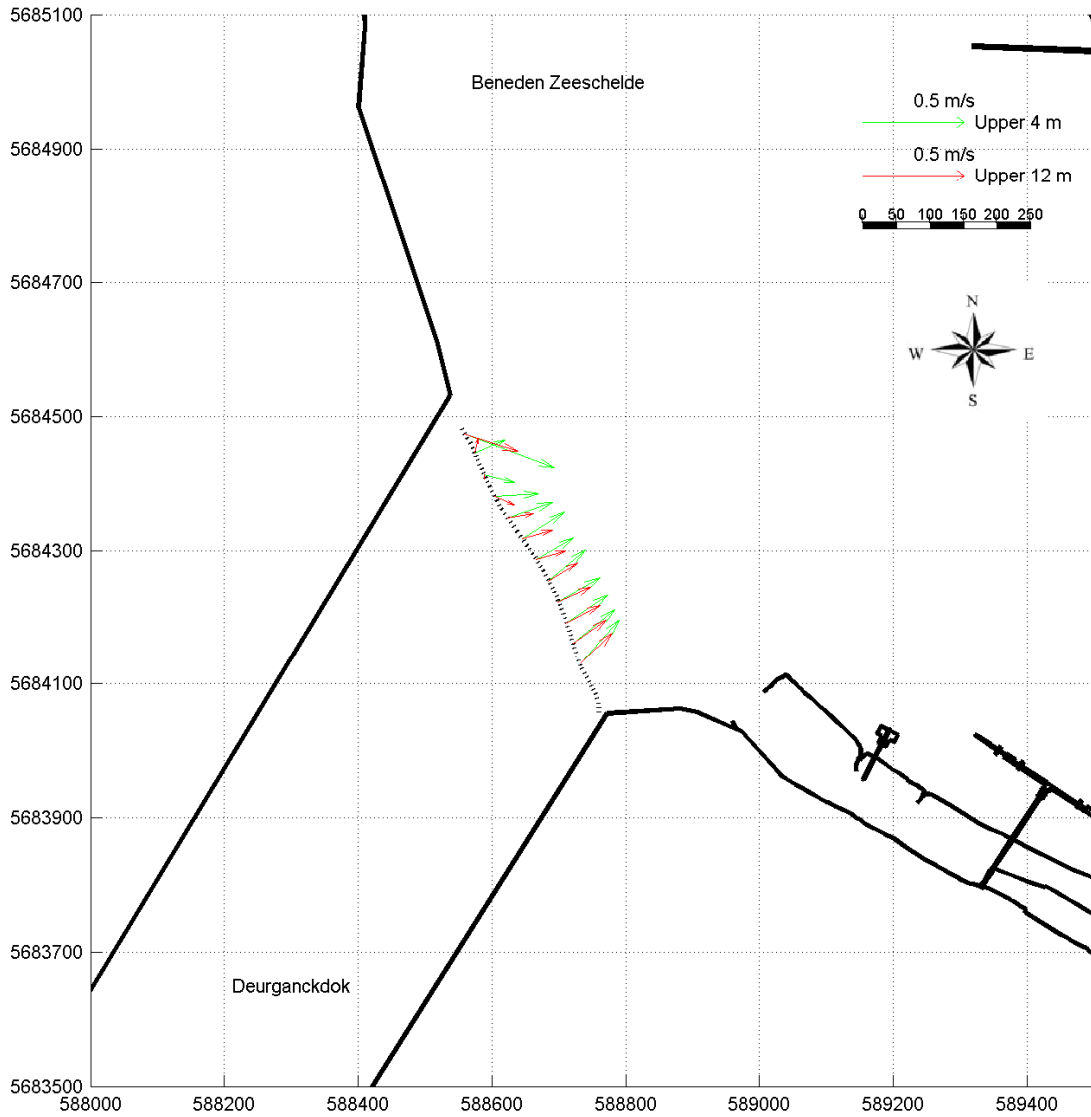 5685100
Beneden Zeeschelde
0.5 m/s
Upper 4 m
5684900
0.5 m/s
Upper 12 m
0 50 100 150 200 250
5684700
N
W E
S
5684500
5684300
5684100
5683900
5683700
Deurganckdok
5683500
588000 588200 588400 588600 588800 589000 589200 589400